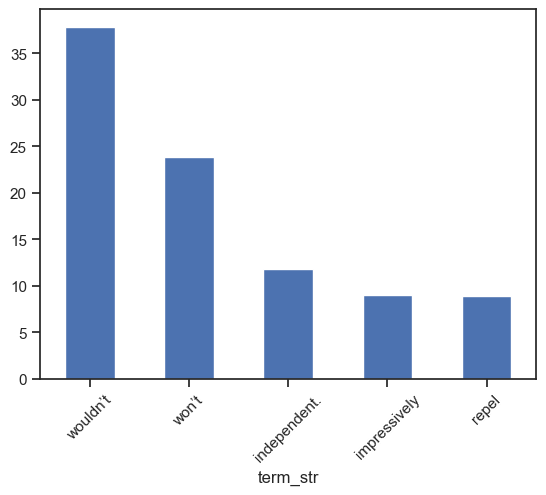 35
30
25
20
15
10
5
0
wouldn't
won't
independent.
impressively
repel
term_str